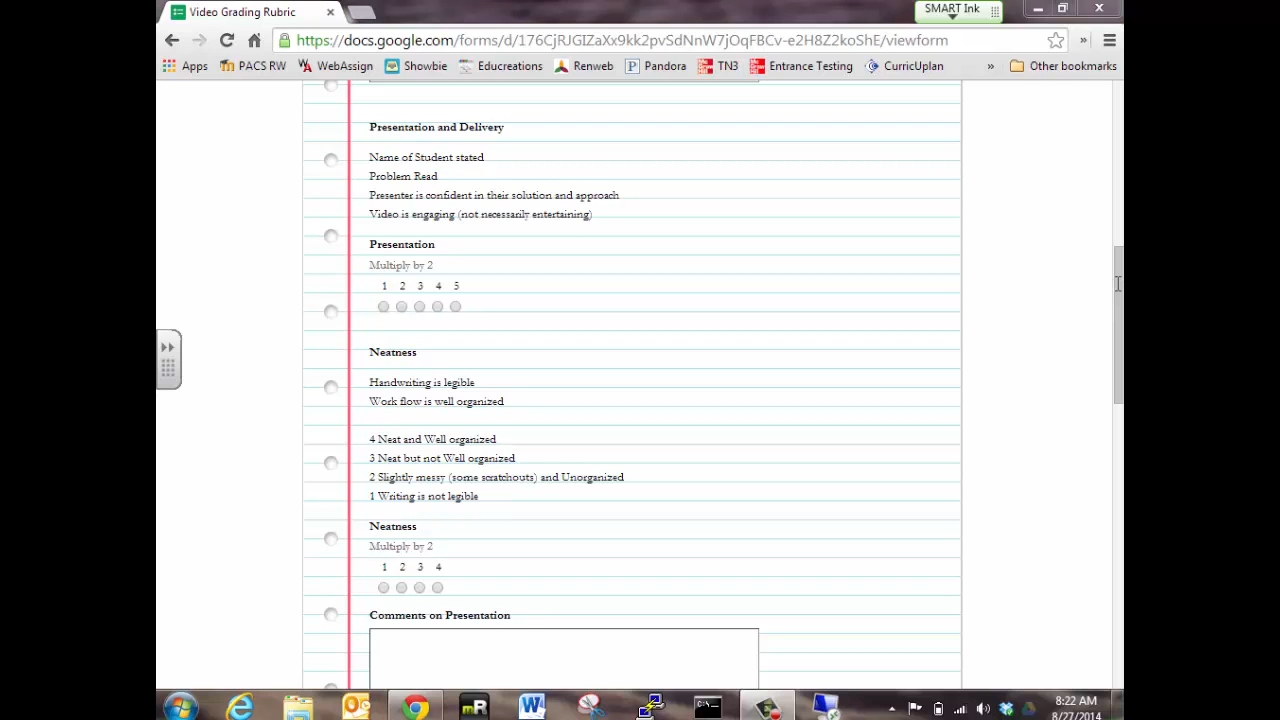 Video Grading Rubric
SMART Ink
https://docs.google.com/forms/d/176CjRJGIZaXx9kk2pvSdNnW7jOqFBCv-e2H8Z2koShE/viewform
Apps PACS RW WebAssign Showbie Educreations Renweb Pandora TN3 Entrance Testing CurricUplan » Other bookmarks
Presentation and Delivery
Name of Student stated
Problem Read
Presenter is confident in their solution and approach
Video is engaging (not necessarily entertaining)
Presentation
Multiply by 2
1 2 3 4 5
Neatness
Handwriting is legible
Work flow is well organized
4 Neat and Well organized
3 Neat but not Well organized
2 Slightly messy (some scratchouts) and Unorganized
1 Writing is not legible
Neatness
Multiply by 2
1 2 3 4
Comments on Presentation
8:22 AM
8/27/2014